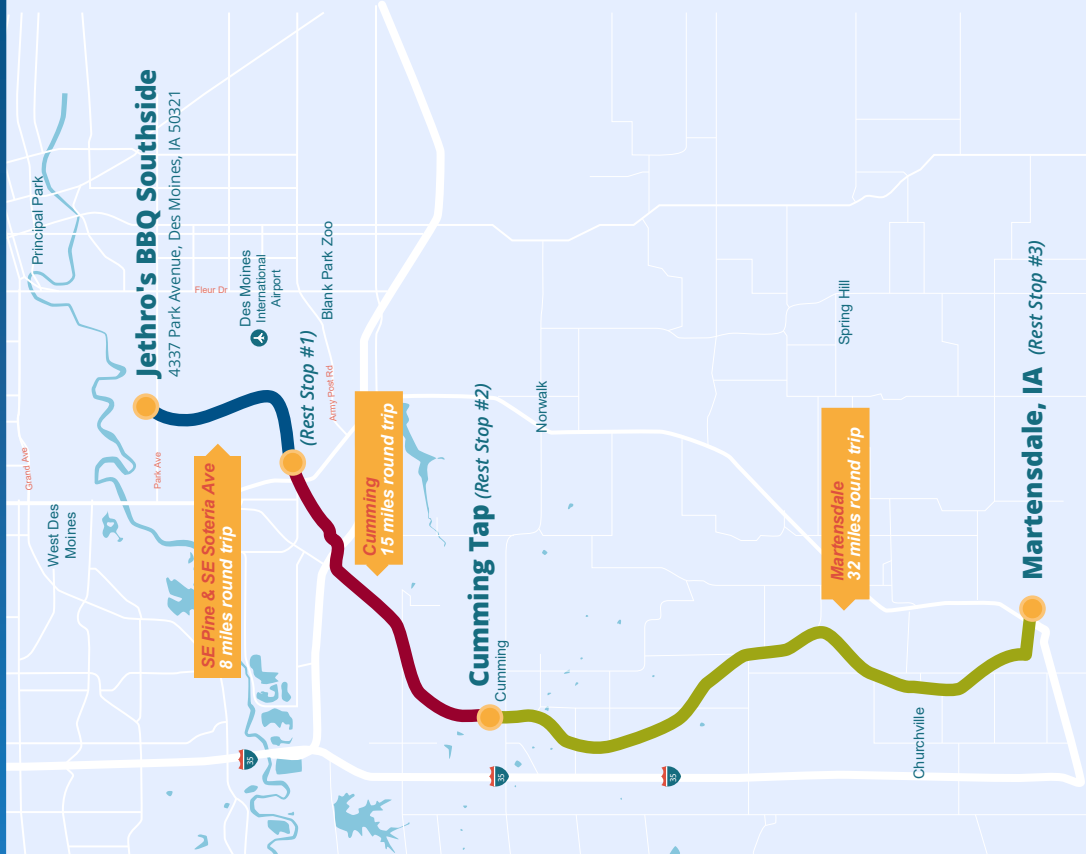 Principal Park
Jethro's BBQ Southside
4337 Park Avenue, Des Moines, IA 50321
Fleur Dr
Des Moines
International
Airport
Blank Park Zoo
(Rest Stop #1)
Army Post Rd
Grand Ave
Park Ave
West Des
Moines
SE Pine & SE Soteria Ave
8 miles round trip
Cumming
15 miles round trip
Cumming Tap (Rest Stop #2)
Cumming
Norwalk
35
35
35
Spring Hill
Martensdale
32 miles round trip
Churchville
Martensdale, IA (Rest Stop #3)